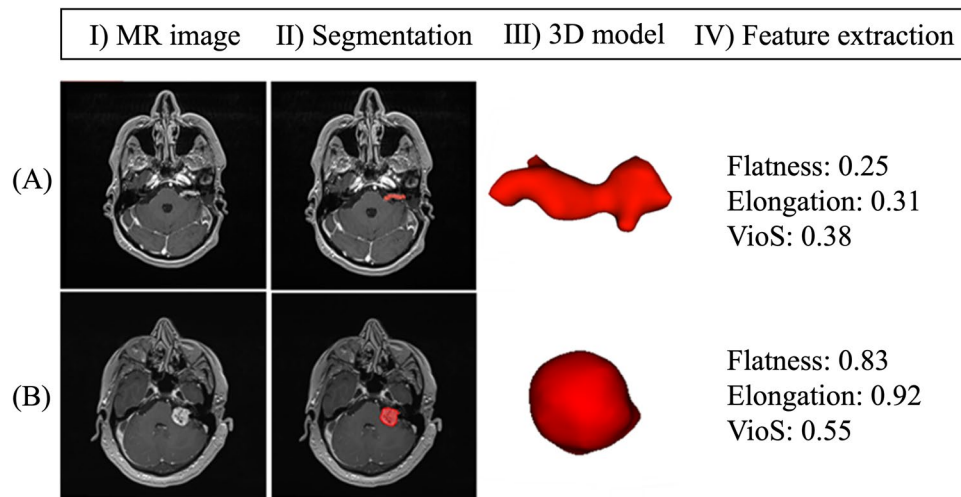 I) MR image II) Segmentation III) 3D model IV) Feature extraction
(A)
Flatness: 0.25
Elongation: 0.31
VioS: 0.38
(B)
Flatness: 0.83
Elongation: 0.92
VioS: 0.55